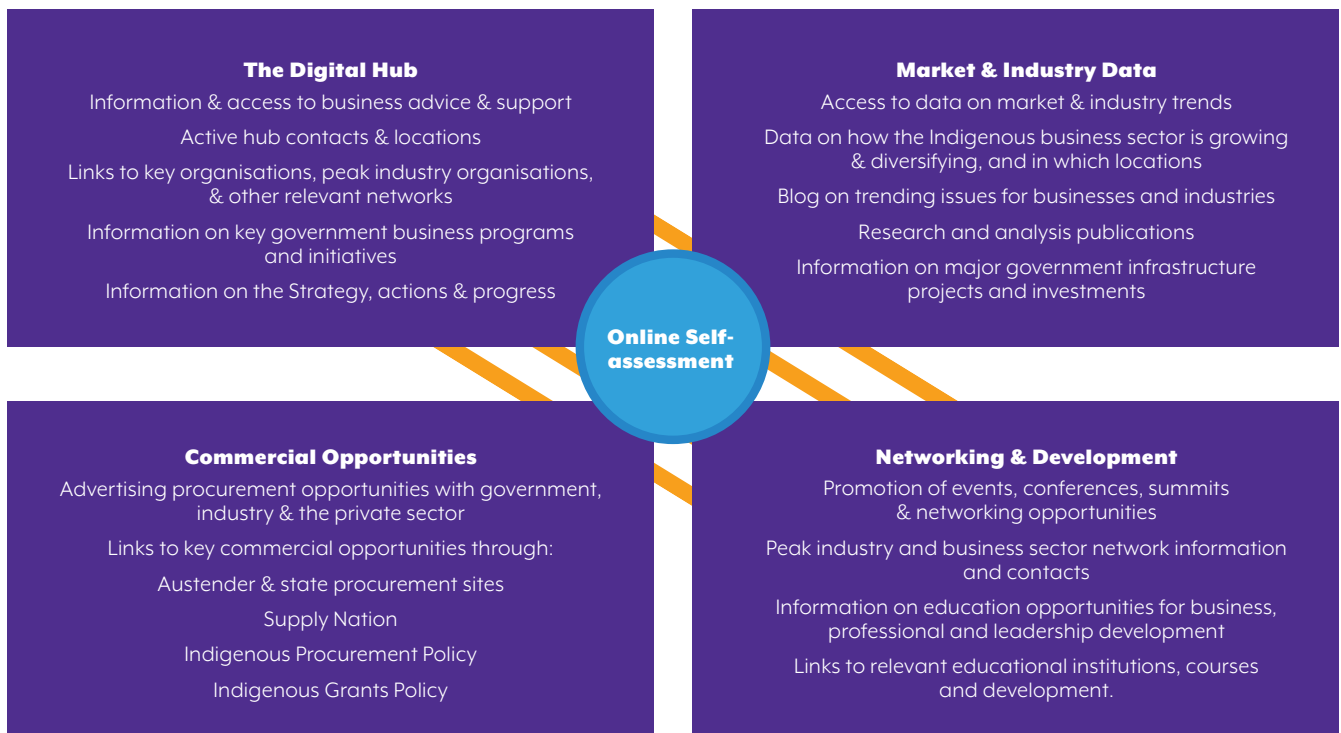 The Digital Hub
Information & access to business advice & support
Active hub contacts & locations
Links to key organisations, peak industry organisations,
& other relevant networks
Information on key government business programs
and initiatives
Information on the Strategy, actions & progress
Market & Industry Data
Access to data on market & industry trends
Data on how the Indigenous business sector is growing
& diversifying, and in which locations
Blog on trending issues for businesses and industries
Research and analysis publications
Information on major government infrastructure
projects and investments
Online Self-
assessment
Commercial Opportunities
Advertising procurement opportunities with government,
industry & the private sector
Links to key commercial opportunities through:
Austender & state procurement sites
Supply Nation
Indigenous Procurement Policy
Indigenous Grants Policy
Networking & Development
Promotion of events, conferences, summits
& networking opportunities
Peak industry and business sector network information
and contacts
Information on education opportunities for business,
professional and leadership development
Links to relevant educational institutions, courses
and development.